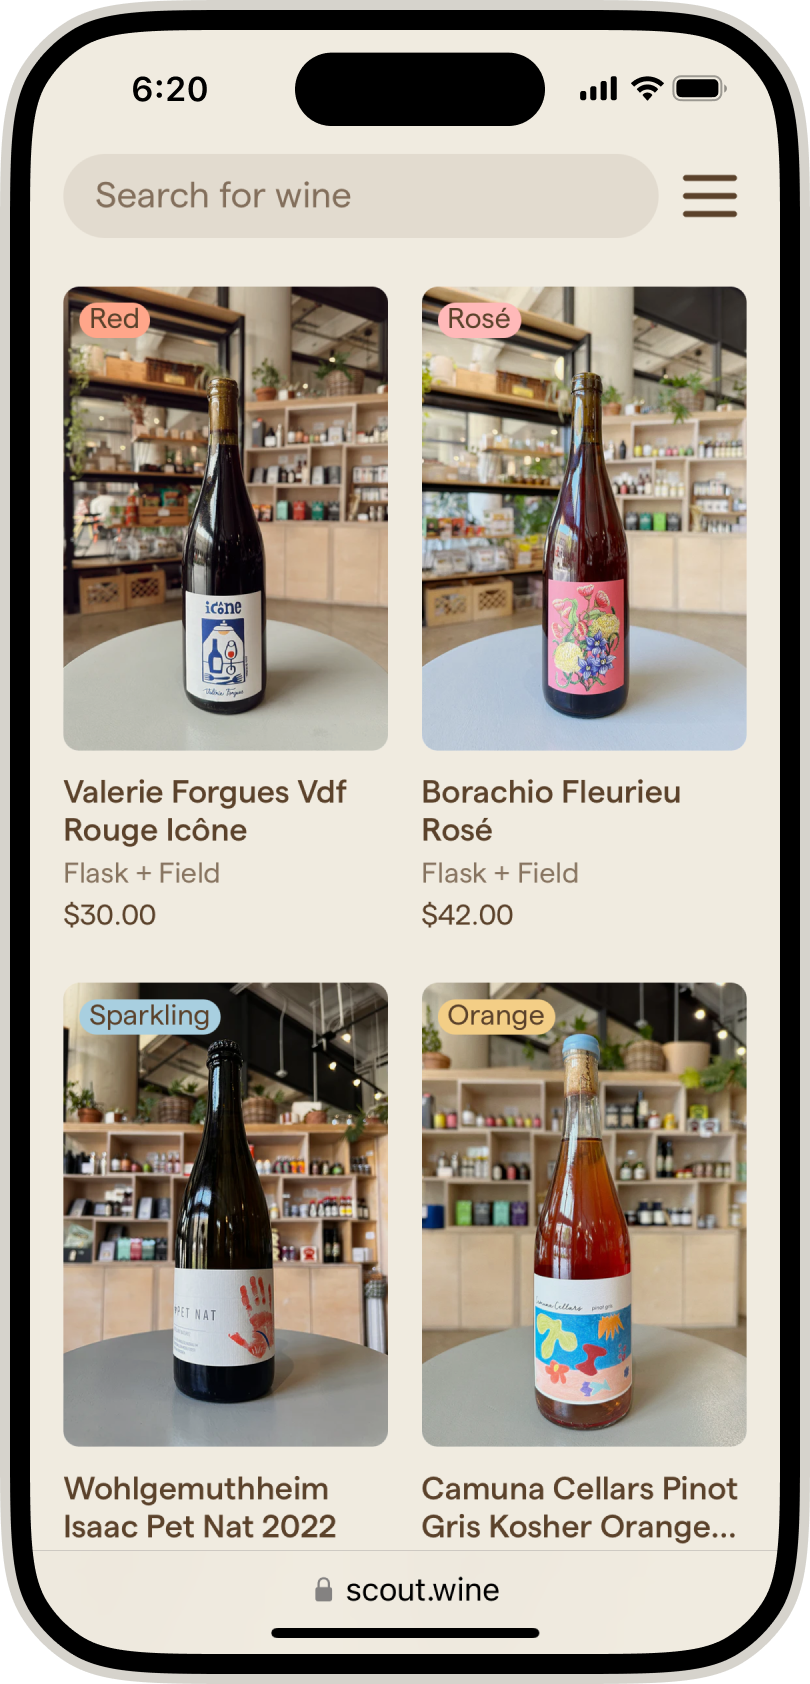 6:20
Search for wine
Red
Rosé
icône
Valérie Forgues
Valerie Forgues Vdf
Rouge Icône
Flask + Field
$30.00
Borachio Fleurieu
Rosé
Flask + Field
$42.00
Sparkling
Orange
PET NAT
Camuna Cellars
pinot gris
Wohlgemuthheim
Isaac Pet Nat 2022
Camuna Cellars Pinot
Gris Kosher Orange...
scout.wine